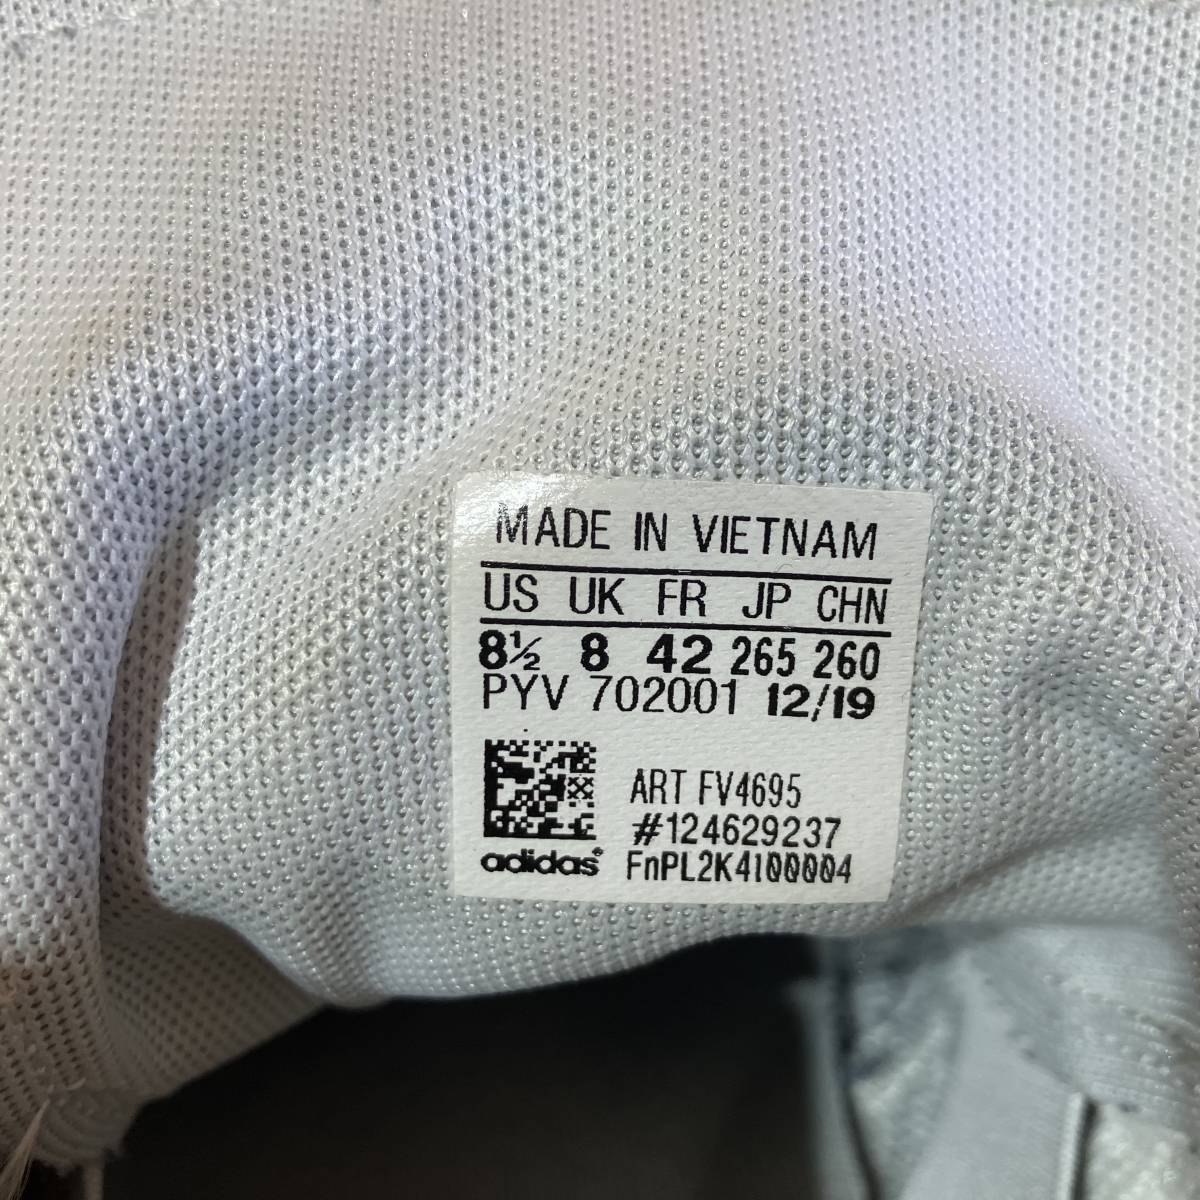 MADE IN VIETNAM
US UK FR JP CHN
8½ 8 42 265 260
PYV 702001 12/19
ART FV4695
#124629237
adidas® FnPL2K4100004